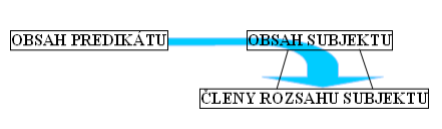 OBSAH PREDIKÁTU OBSAH SUBJEKTU
ČLENY ROZSAHU SUBJEKTU